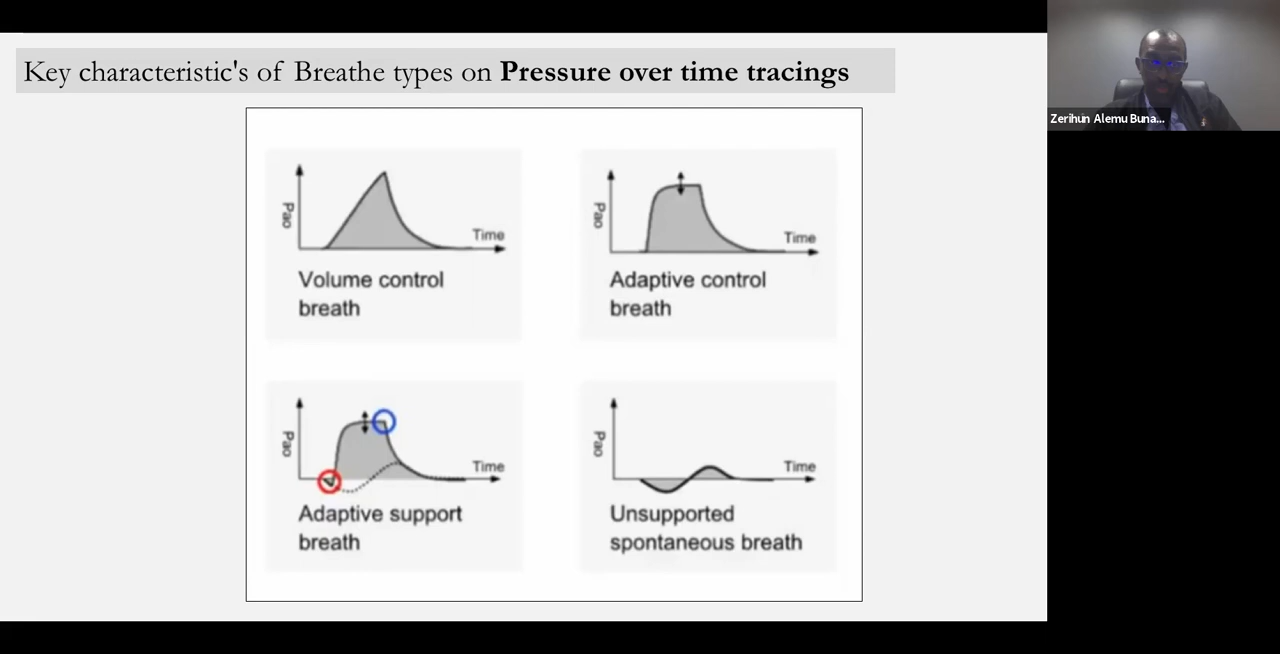 Key characteristic's of Breathe types on Pressure over time tracings
Zerihun Alemu Buna...
Pao
Time
Volume control
breath
Pao
Time
Adaptive control
breath
Pao
Time
Adaptive support
breath
Pao
Time
Unsupported
spontaneous breath